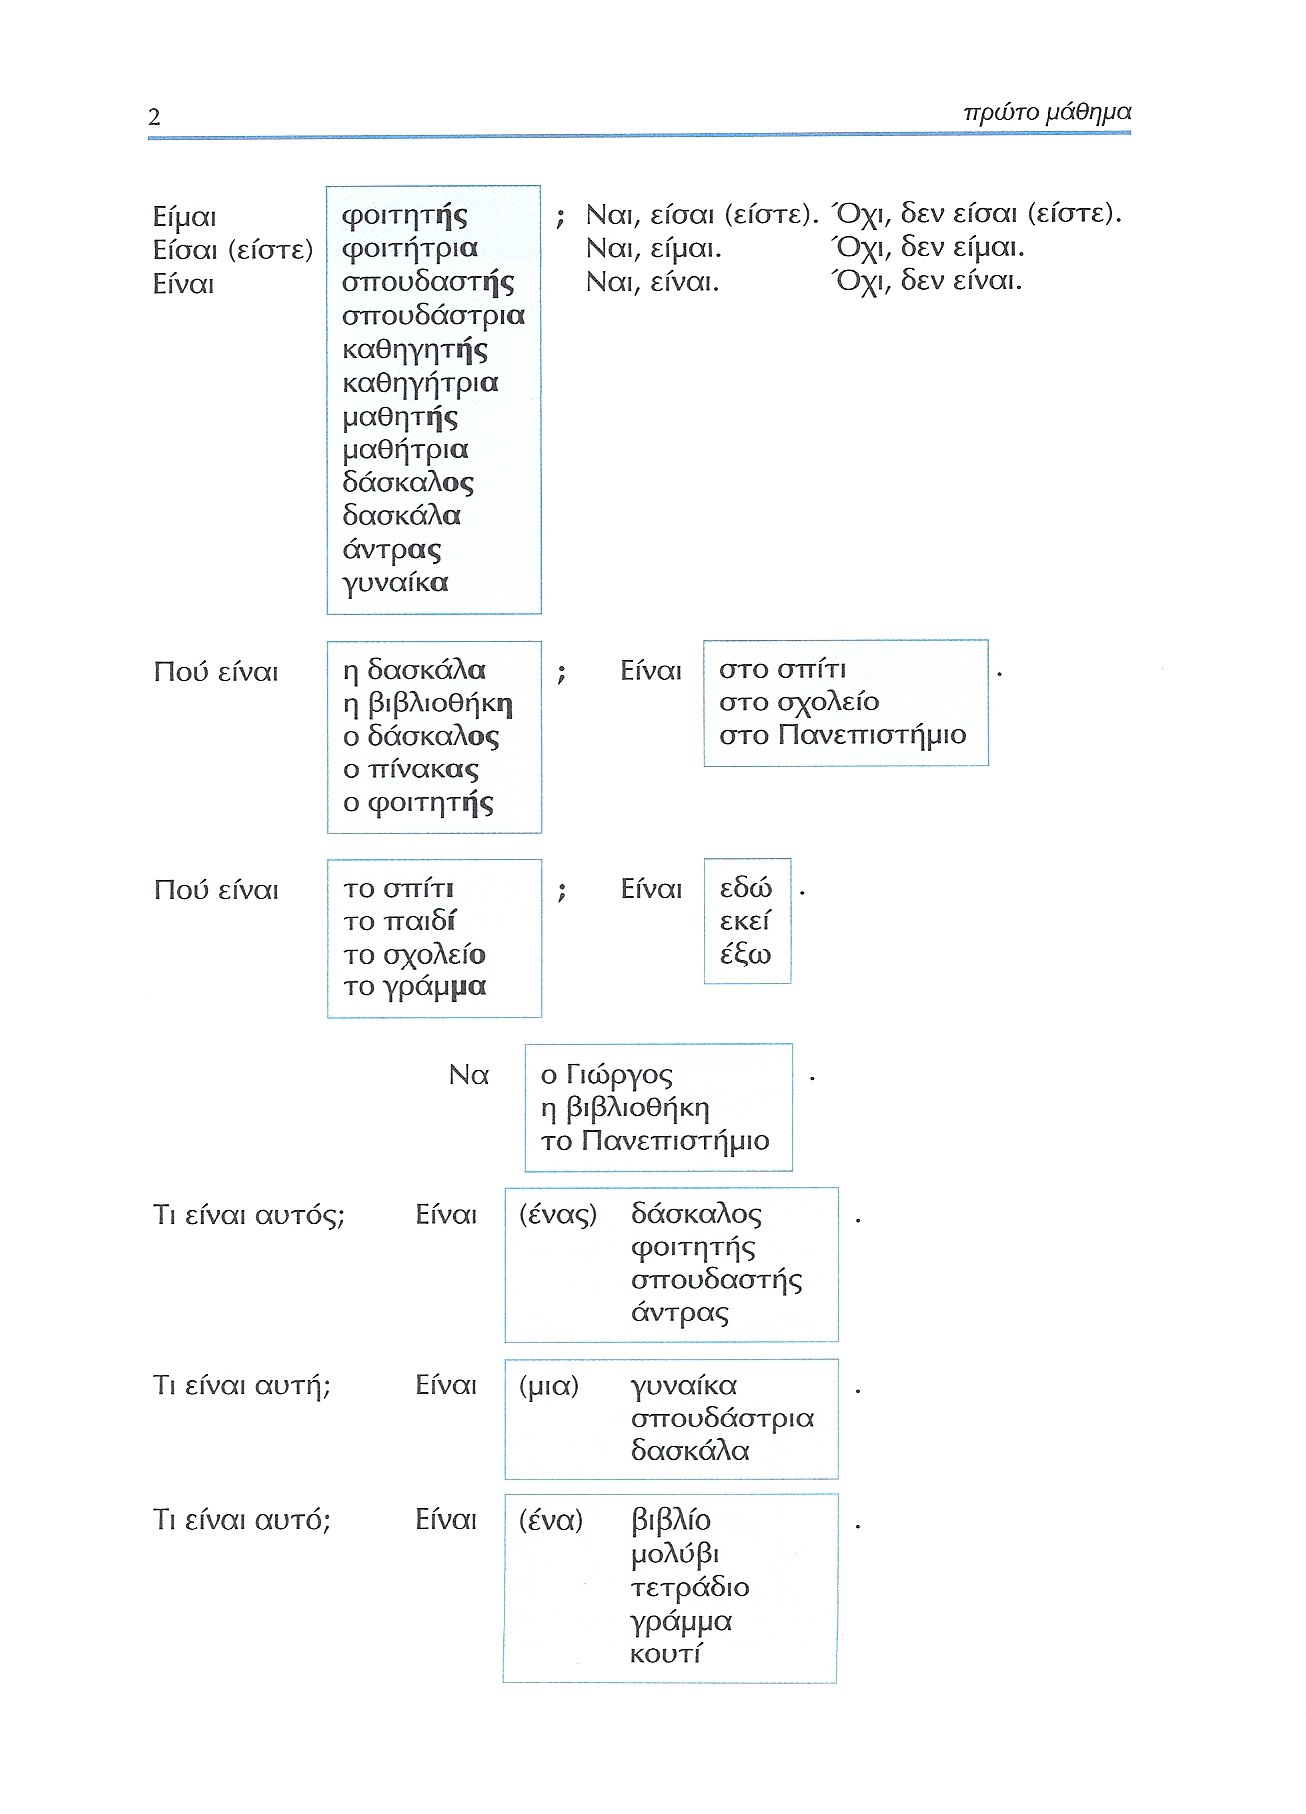 2 πρώτο μάθημα
Είμαι φοιτητής ; Ναι, είσαι (είστε). Όχι, δεν είσαι (είστε).
Είσαι (είστε) φοιτήτρια Ναι, είμαι. Όχι, δεν είμαι.
Είναι σπουδαστής Ναι, είναι. Όχι, δεν είναι.
σπουδάστρια
καθηγητής
καθηγήτρια
μαθητής
μαθήτρια
δάσκαλος
δασκάλα
άντρας
γυναίκα
Πού είναι η δασκάλα ; Είναι στο σπίτι .
η βιβλιοθήκη στο σχολείο
ο δάσκαλος στο Πανεπιστήμιο
ο πίνακας
ο φοιτητής
Πού είναι το σπίτι ; Είναι εδώ .
το παιδί εκεί
το σχολείο έξω
το γράμμα
Να ο Γιώργος .
η βιβλιοθήκη
το Πανεπιστήμιο
Τι είναι αυτός; Είναι (ένας) δάσκαλος .
φοιτητής
σπουδαστής
άντρας
Τι είναι αυτή; Είναι (μια) γυναίκα .
σπουδάστρια
δασκάλα
Τι είναι αυτό; Είναι (ένα) βιβλίο .
μολύβι
τετράδιο
γράμμα
κουτί